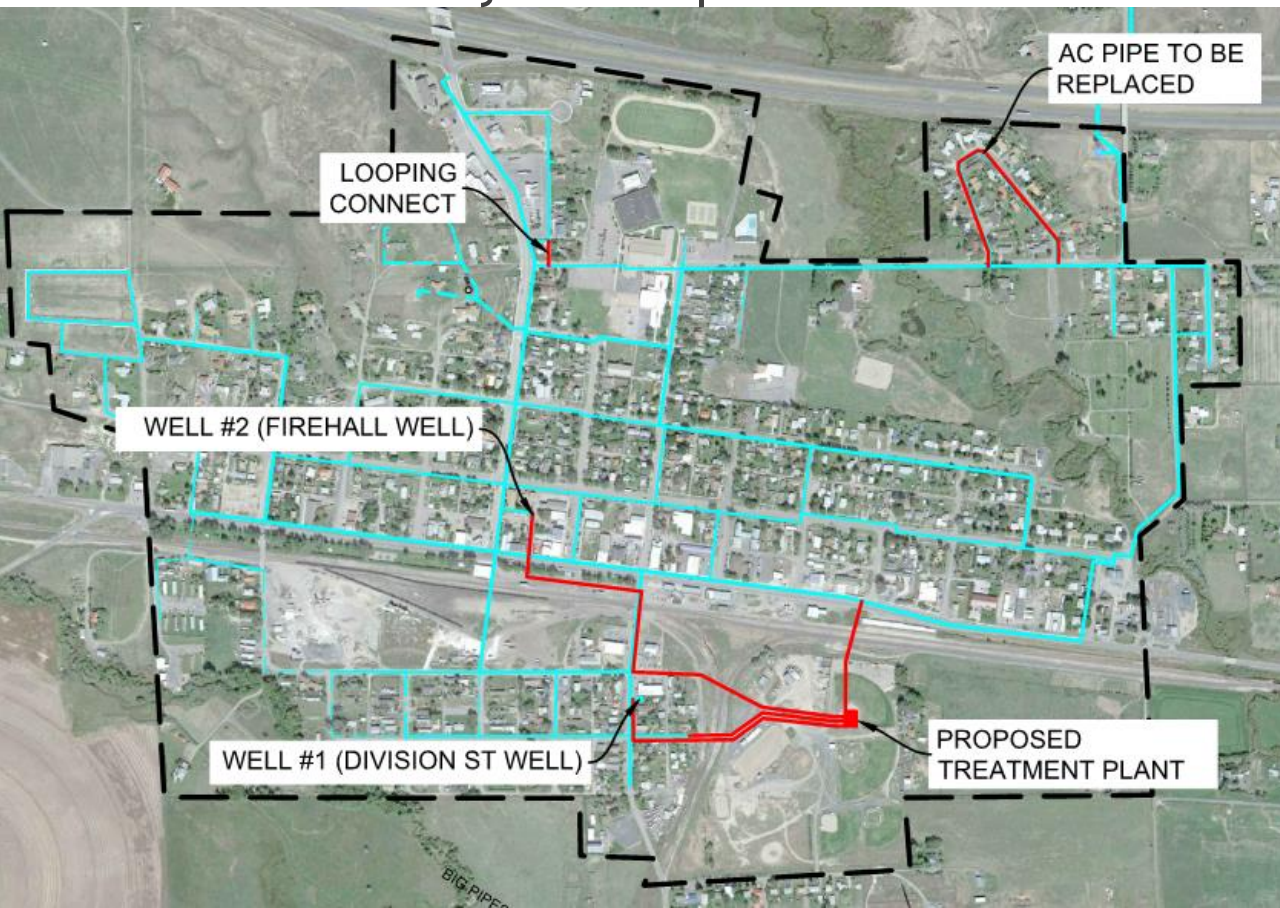 AC PIPE TO BE
REPLACED
LOOPING
CONNECT
WELL #2 (FIREHALL WELL)
WELL #1 (DIVISION ST WELL)
PROPOSED
TREATMENT PLANT
BIG